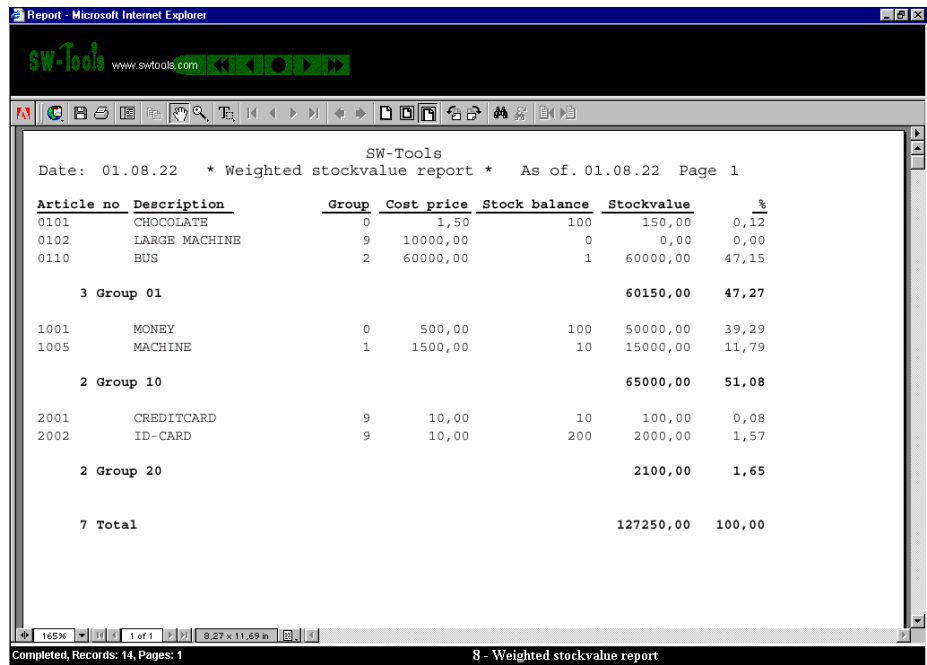 Report - Microsoft Internet Explorer
SW-Tools www.swtools.com
SW-Tools
Date: 01.08.22 * Weighted stockvalue report * As of. 01.08.22 Page 1
Article no Description Group Cost price Stock balance Stockvalue %
0101 CHOCOLATE 0 1,50 100 150,00 0,12
0102 LARGE MACHINE 9 10000,00 0 0,00 0,00
0110 BUS 2 60000,00 1 60000,00 47,15
3 Group 01 60150,00 47,27
1001 MONEY 0 500,00 100 50000,00 39,29
1005 MACHINE 1 1500,00 10 15000,00 11,79
2 Group 10 65000,00 51,08
2001 CREDITCARD 9 10,00 10 100,00 0,08
2002 ID-CARD 9 10,00 200 2000,00 1,57
2 Group 20 2100,00 1,65
7 Total 127250,00 100,00
165% 1 of 1 8,27 x 11,69 in
Completed, Records: 14, Pages: 1 8 - Weighted stockvalue report